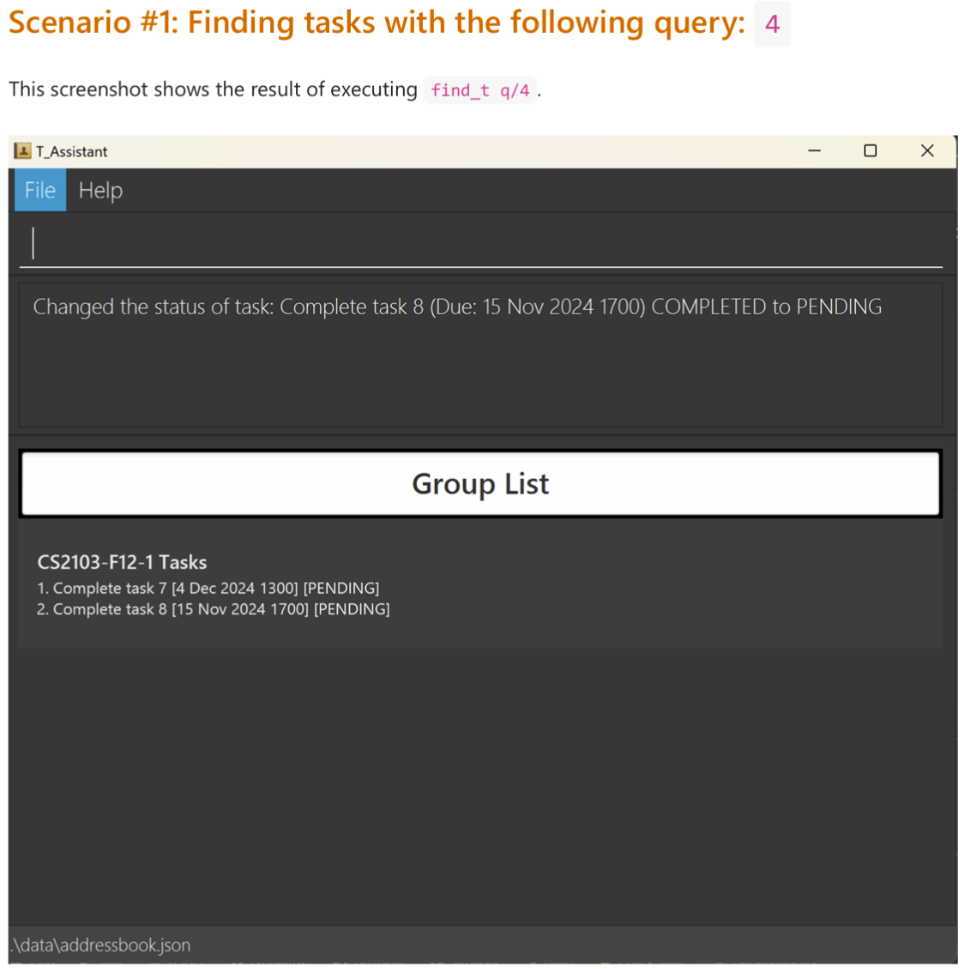 Scenario #1: Finding tasks with the following query: 4
This screenshot shows the result of executing find_t q/4 .
T_Assistant
File Help
Changed the status of task: Complete task 8 (Due: 15 Nov 2024 1700) COMPLETED to PENDING
Group List
CS2103-F12-1 Tasks
1. Complete task 7 [4 Dec 2024 1300] [PENDING]
2. Complete task 8 [15 Nov 2024 1700] [PENDING]
.\data\addressbook.json